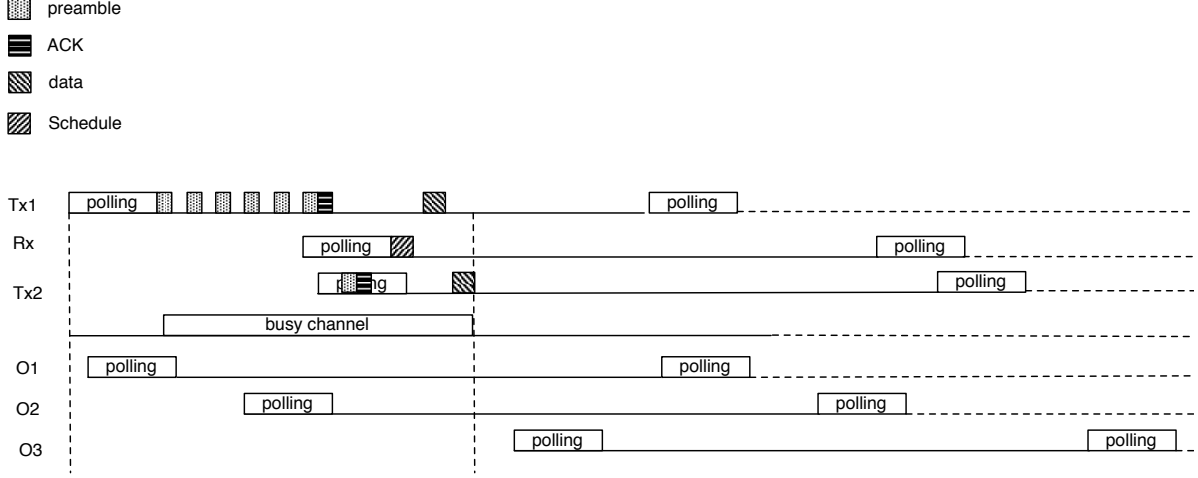 preamble
ACK
data
Schedule
Tx1 polling polling
Rx polling polling
Tx2 polling
busy channel
O1 polling polling
O2 polling polling
O3 polling polling